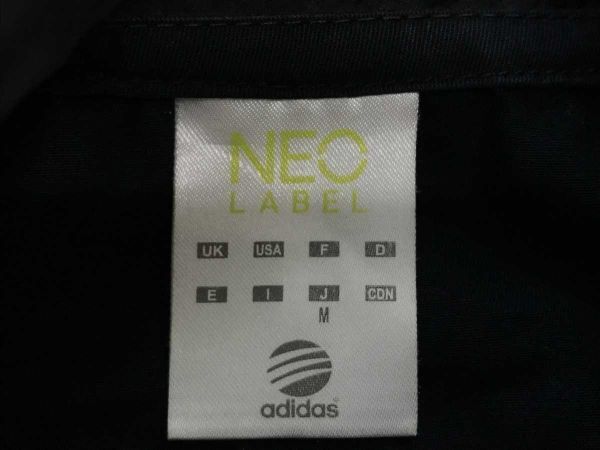 NEO
LABEL
UK USA F D
E I J CDN
M
adidas